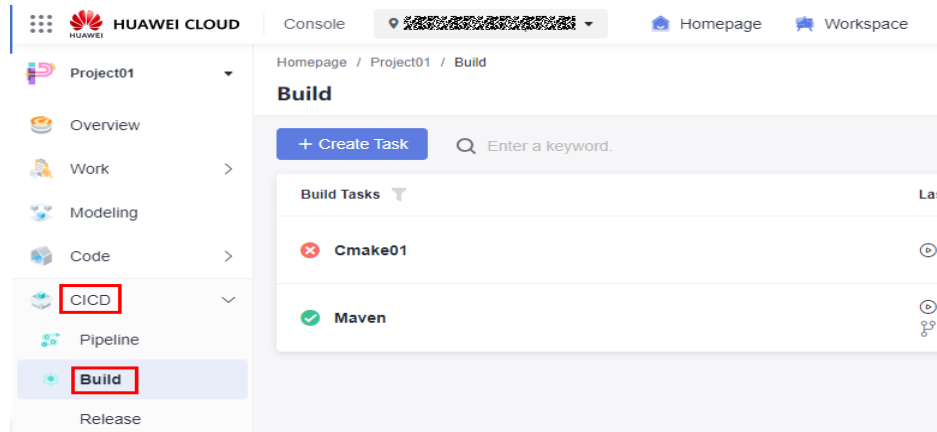 HUAWEI HUAWEI CLOUD Console Homepage Workspace
Project01
Homepage / Project01 / Build
Build
Overview
+ Create Task Enter a keyword.
Work
Build Tasks La
Modeling
Cmake01
Code
CICD
Maven
Pipeline
Build
Release